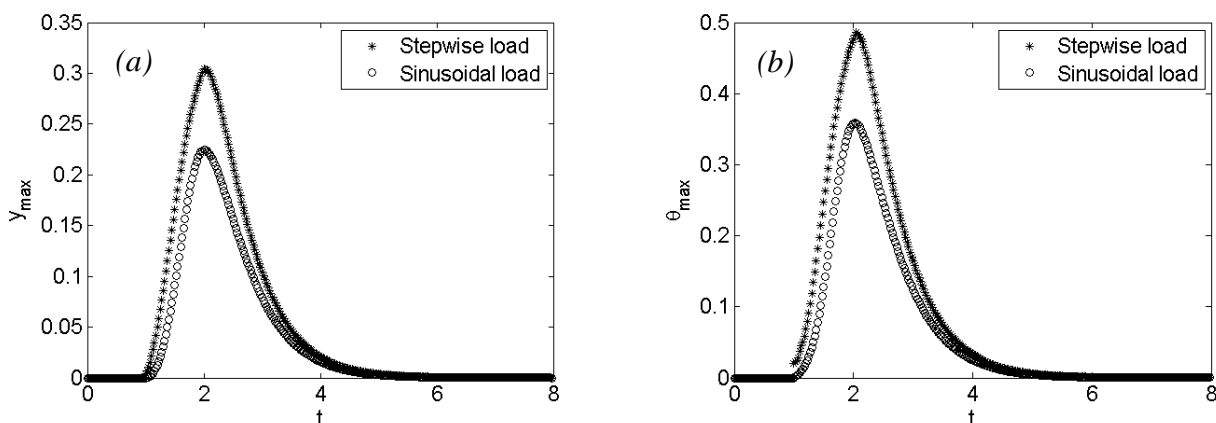 (a)
Stepwise load
Sinusoidal load
0.35
0.3
0.25
0.2
0.15
0.1
0.05
0
y_max
0 2 4 6 8
t
(b)
Stepwise load
Sinusoidal load
0.5
0.4
0.3
0.2
0.1
0
θ_max
0 2 4 6 8
t